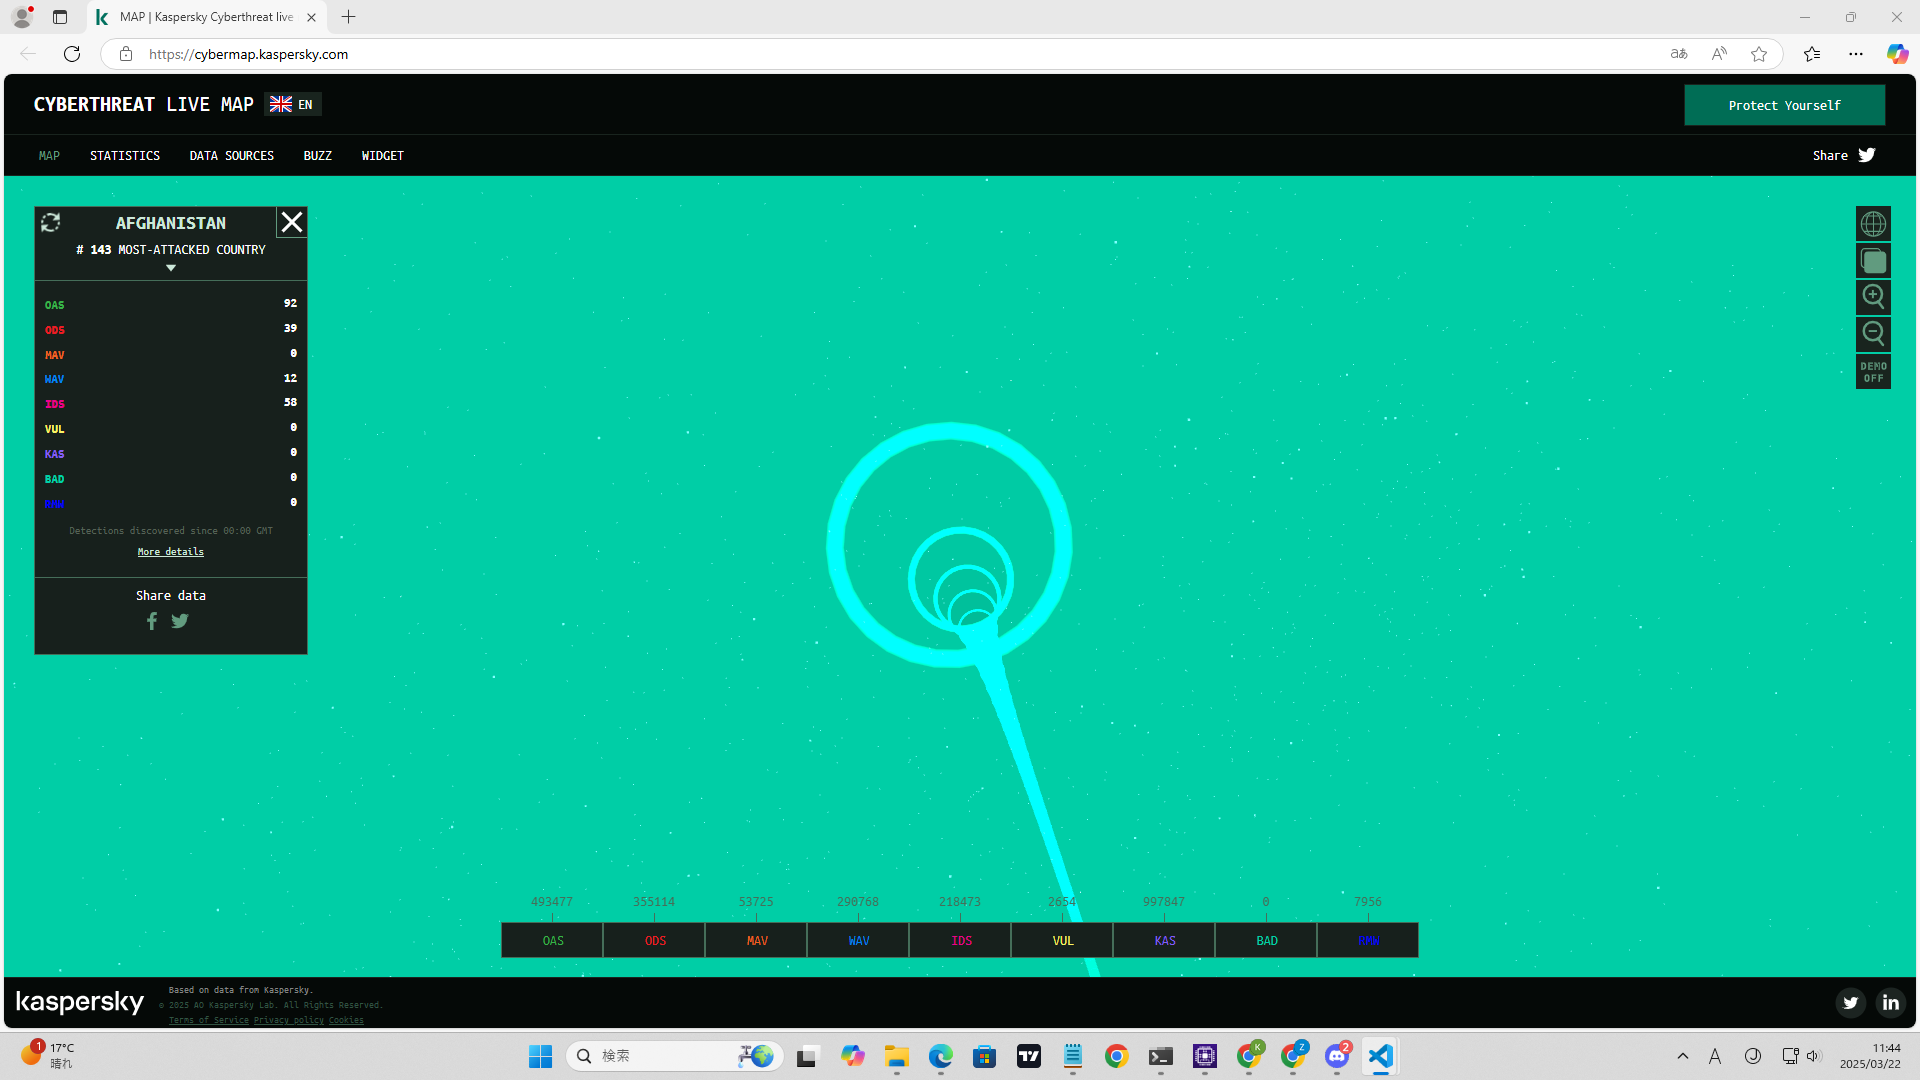 MAP | Kaspersky Cyberthreat live
https://cybermap.kaspersky.com
CYBERTHREAT LIVE MAP EN
Protect Yourself
MAP STATISTICS DATA SOURCES BUZZ WIDGET
Share
AFGHANISTAN
# 143 MOST-ATTACKED COUNTRY
OAS 92
ODS 39
MAV 0
WAV 12
IDS 58
VUL 0
KAS 0
BAD 0
RMW 0
Detections discovered since 00:00 GMT
More details
Share data
DEMO
OFF
493477 355114 53725 290768 218473 2654 997847 0 7956
OAS ODS MAV WAV IDS VUL KAS BAD RMW
kaspersky
Based on data from Kaspersky.
© 2025 AO Kaspersky Lab. All Rights Reserved.
Terms of Service Privacy policy Cookies
1
17°C
晴れ
検索
K
Z
2
A
11:44
2025/03/22